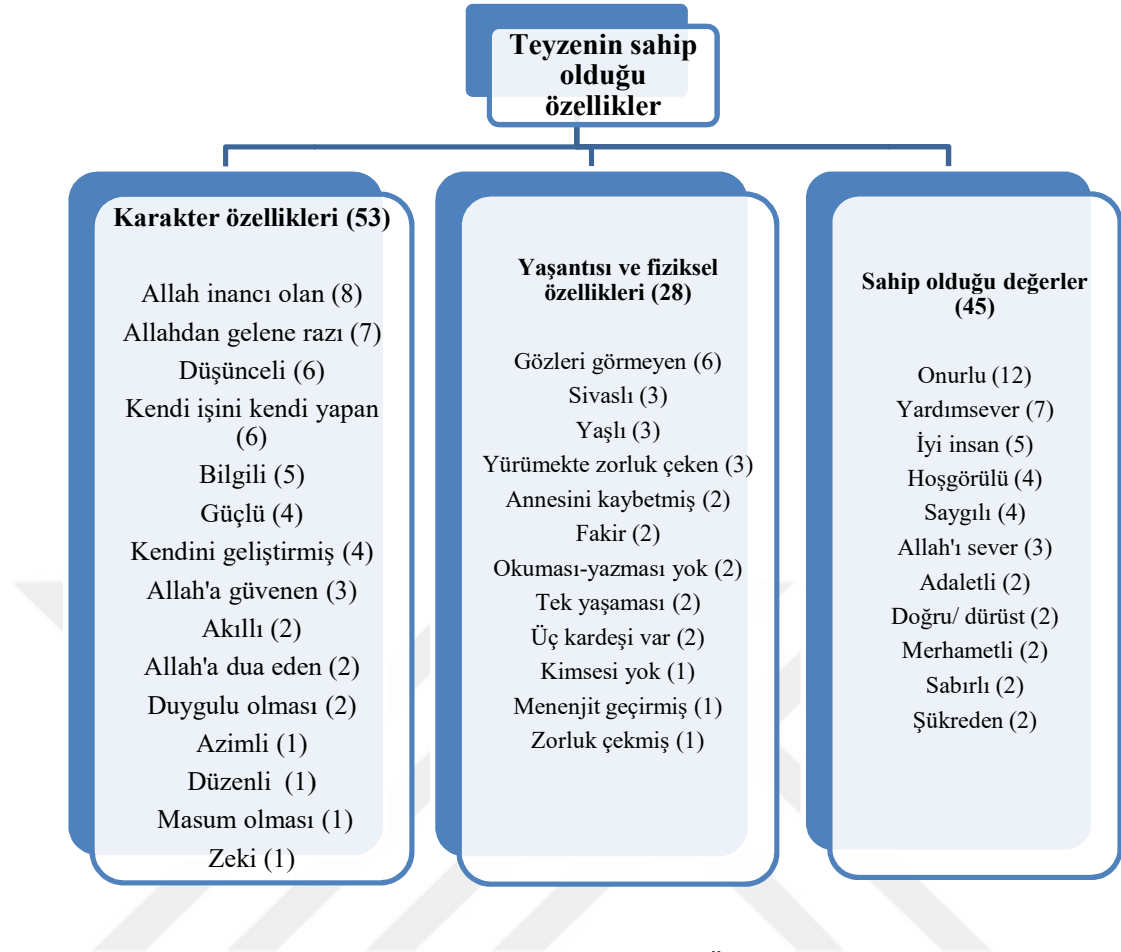 Teyzenin sahip
olduğu
özellikler
Karakter özellikleri (53)
Allah inancı olan (8)
Allahdan gelene razı (7)
Düşünceli (6)
Kendi işini kendi yapan
(6)
Bilgili (5)
Güçlü (4)
Kendini geliştirmiş (4)
Allah'a güvenen (3)
Akıllı (2)
Allah'a dua eden (2)
Duygulu olması (2)
Azimli (1)
Düzenli (1)
Masum olması (1)
Zeki (1)
Yaşantısı ve fiziksel
özellikleri (28)
Gözleri görmeyen (6)
Sivaslı (3)
Yaşlı (3)
Yürümekte zorluk çeken (3)
Annesini kaybetmiş (2)
Fakir (2)
Okuması-yazması yok (2)
Tek yaşaması (2)
Üç kardeşi var (2)
Kimsesi yok (1)
Menenjit geçirmiş (1)
Zorluk çekmiş (1)
Sahip olduğu değerler
(45)
Onurlu (12)
Yardımsever (7)
İyi insan (5)
Hoşgörülü (4)
Saygılı (4)
Allah'ı sever (3)
Adaletli (2)
Doğru/ dürüst (2)
Merhametli (2)
Sabırlı (2)
Şükreden (2)